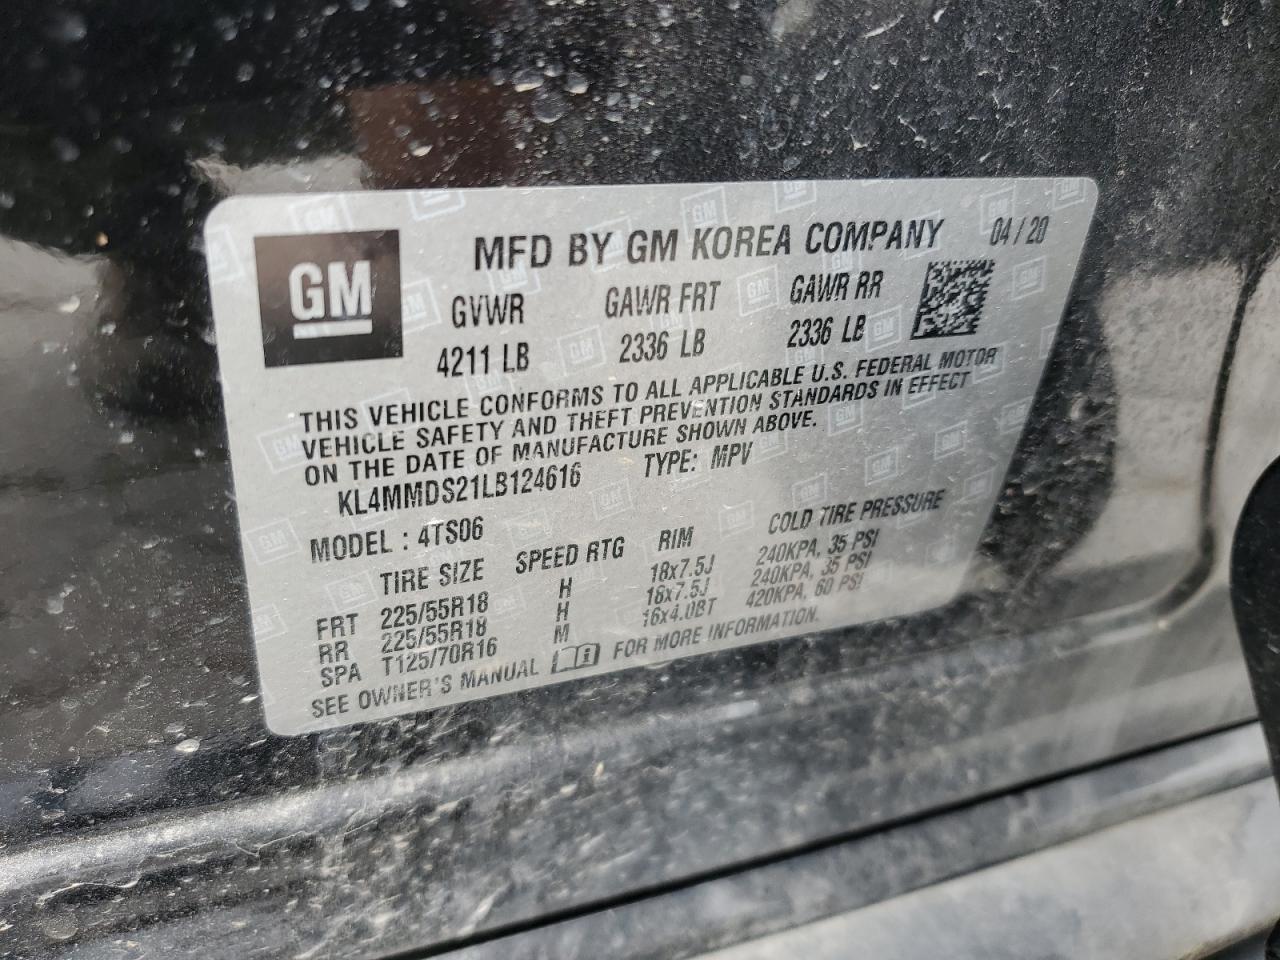 GM
MFD BY GM KOREA COMPANY 04/20
GVWR GAWR FRT GAWR RR
4211 LB 2336 LB 2336 LB
THIS VEHICLE CONFORMS TO ALL APPLICABLE U.S. FEDERAL MOTOR
VEHICLE SAFETY AND THEFT PREVENTION STANDARDS IN EFFECT
ON THE DATE OF MANUFACTURE SHOWN ABOVE.
KL4MMDS21LB124616 TYPE: MPV
MODEL : 4TS06
TIRE SIZE SPEED RTG RIM COLD TIRE PRESSURE
FRT 225/55R18 H 18x7.5J 240KPA, 35 PSI
RR 225/55R18 H 18x7.5J 240KPA, 35 PSI
SPA T125/70R16 M 16x4.0BT 420KPA, 60 PSI
SEE OWNER'S MANUAL FOR MORE INFORMATION.